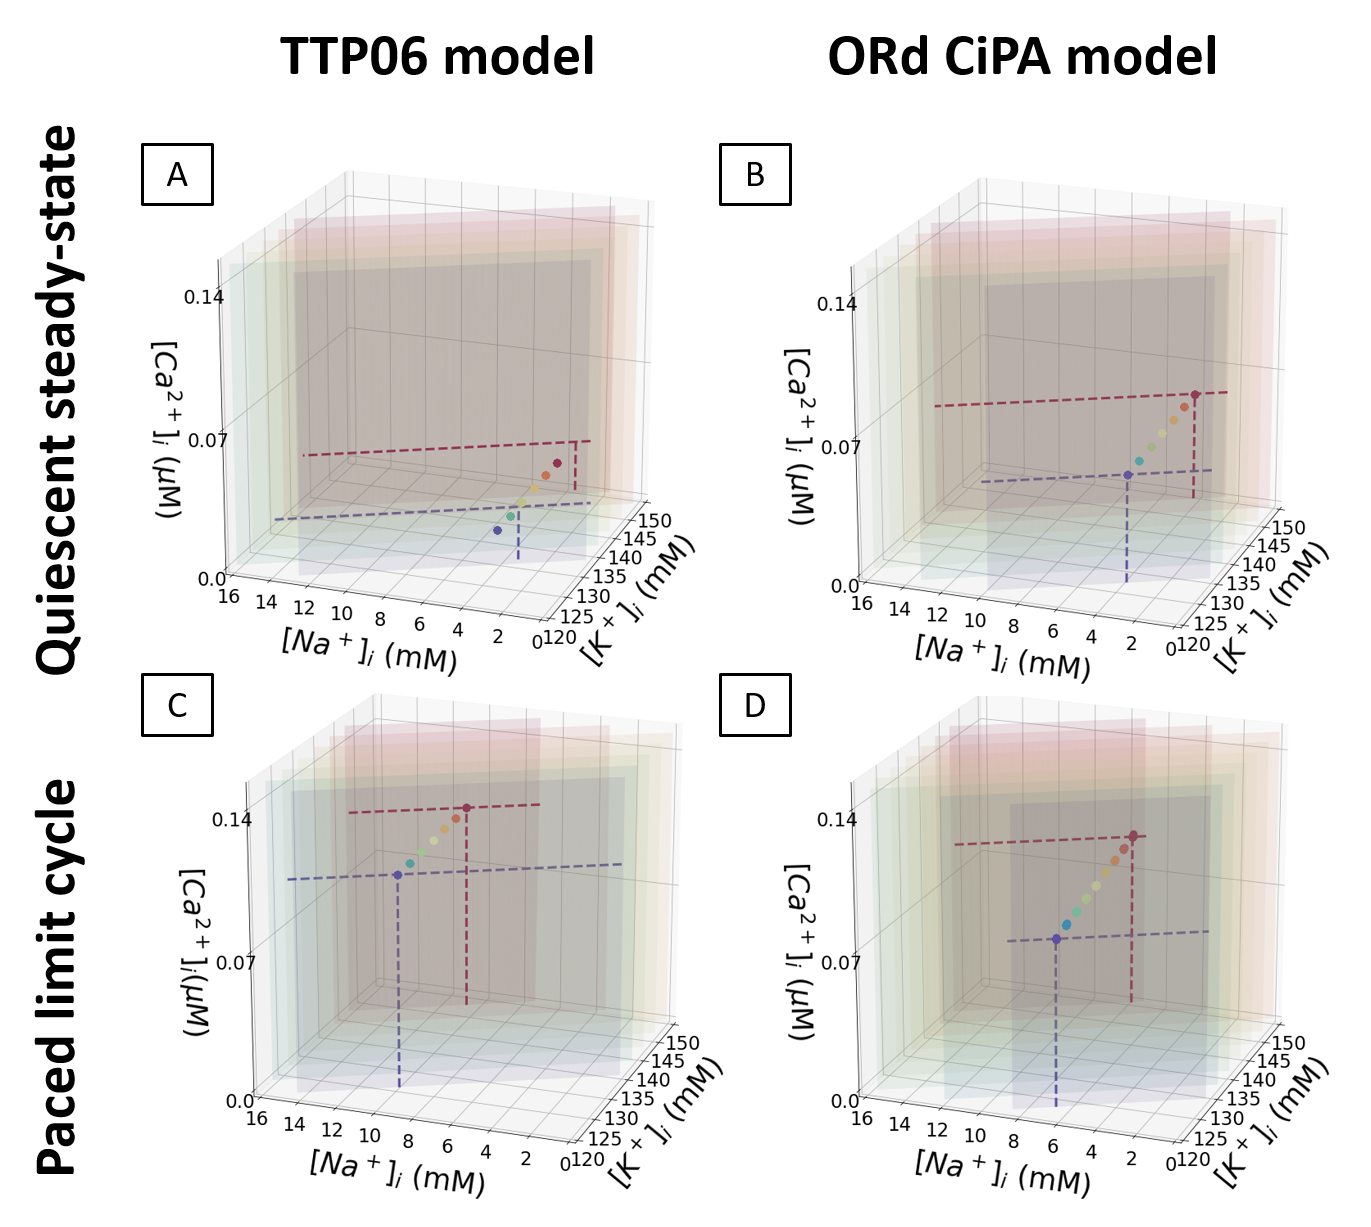 TTP06 model
ORd CiPA model
Quiescent steady-state
A
0.14
0.07
0.0
[Ca²⁺]ᵢ (μM)
16 14 12 10 8 6 4 2 0
[Na⁺]ᵢ (mM)
120 125 130 135 140 145 150
[K⁺]ᵢ (mM)
B
0.14
0.07
0.0
[Ca²⁺]ᵢ (μM)
16 14 12 10 8 6 4 2 0
[Na⁺]ᵢ (mM)
120 125 130 135 140 145 150
[K⁺]ᵢ (mM)
Paced limit cycle
C
0.14
0.07
0.0
[Ca²⁺]ᵢ(μM)
16 14 12 10 8 6 4 2 0
[Na⁺]ᵢ (mM)
120 125 130 135 140 145 150
[K⁺]ᵢ (mM)
D
0.14
0.07
0.0
[Ca²⁺]ᵢ (μM)
16 14 12 10 8 6 4 2 0
[Na⁺]ᵢ (mM)
120 125 130 135 140 145 150
[K⁺]ᵢ (mM)